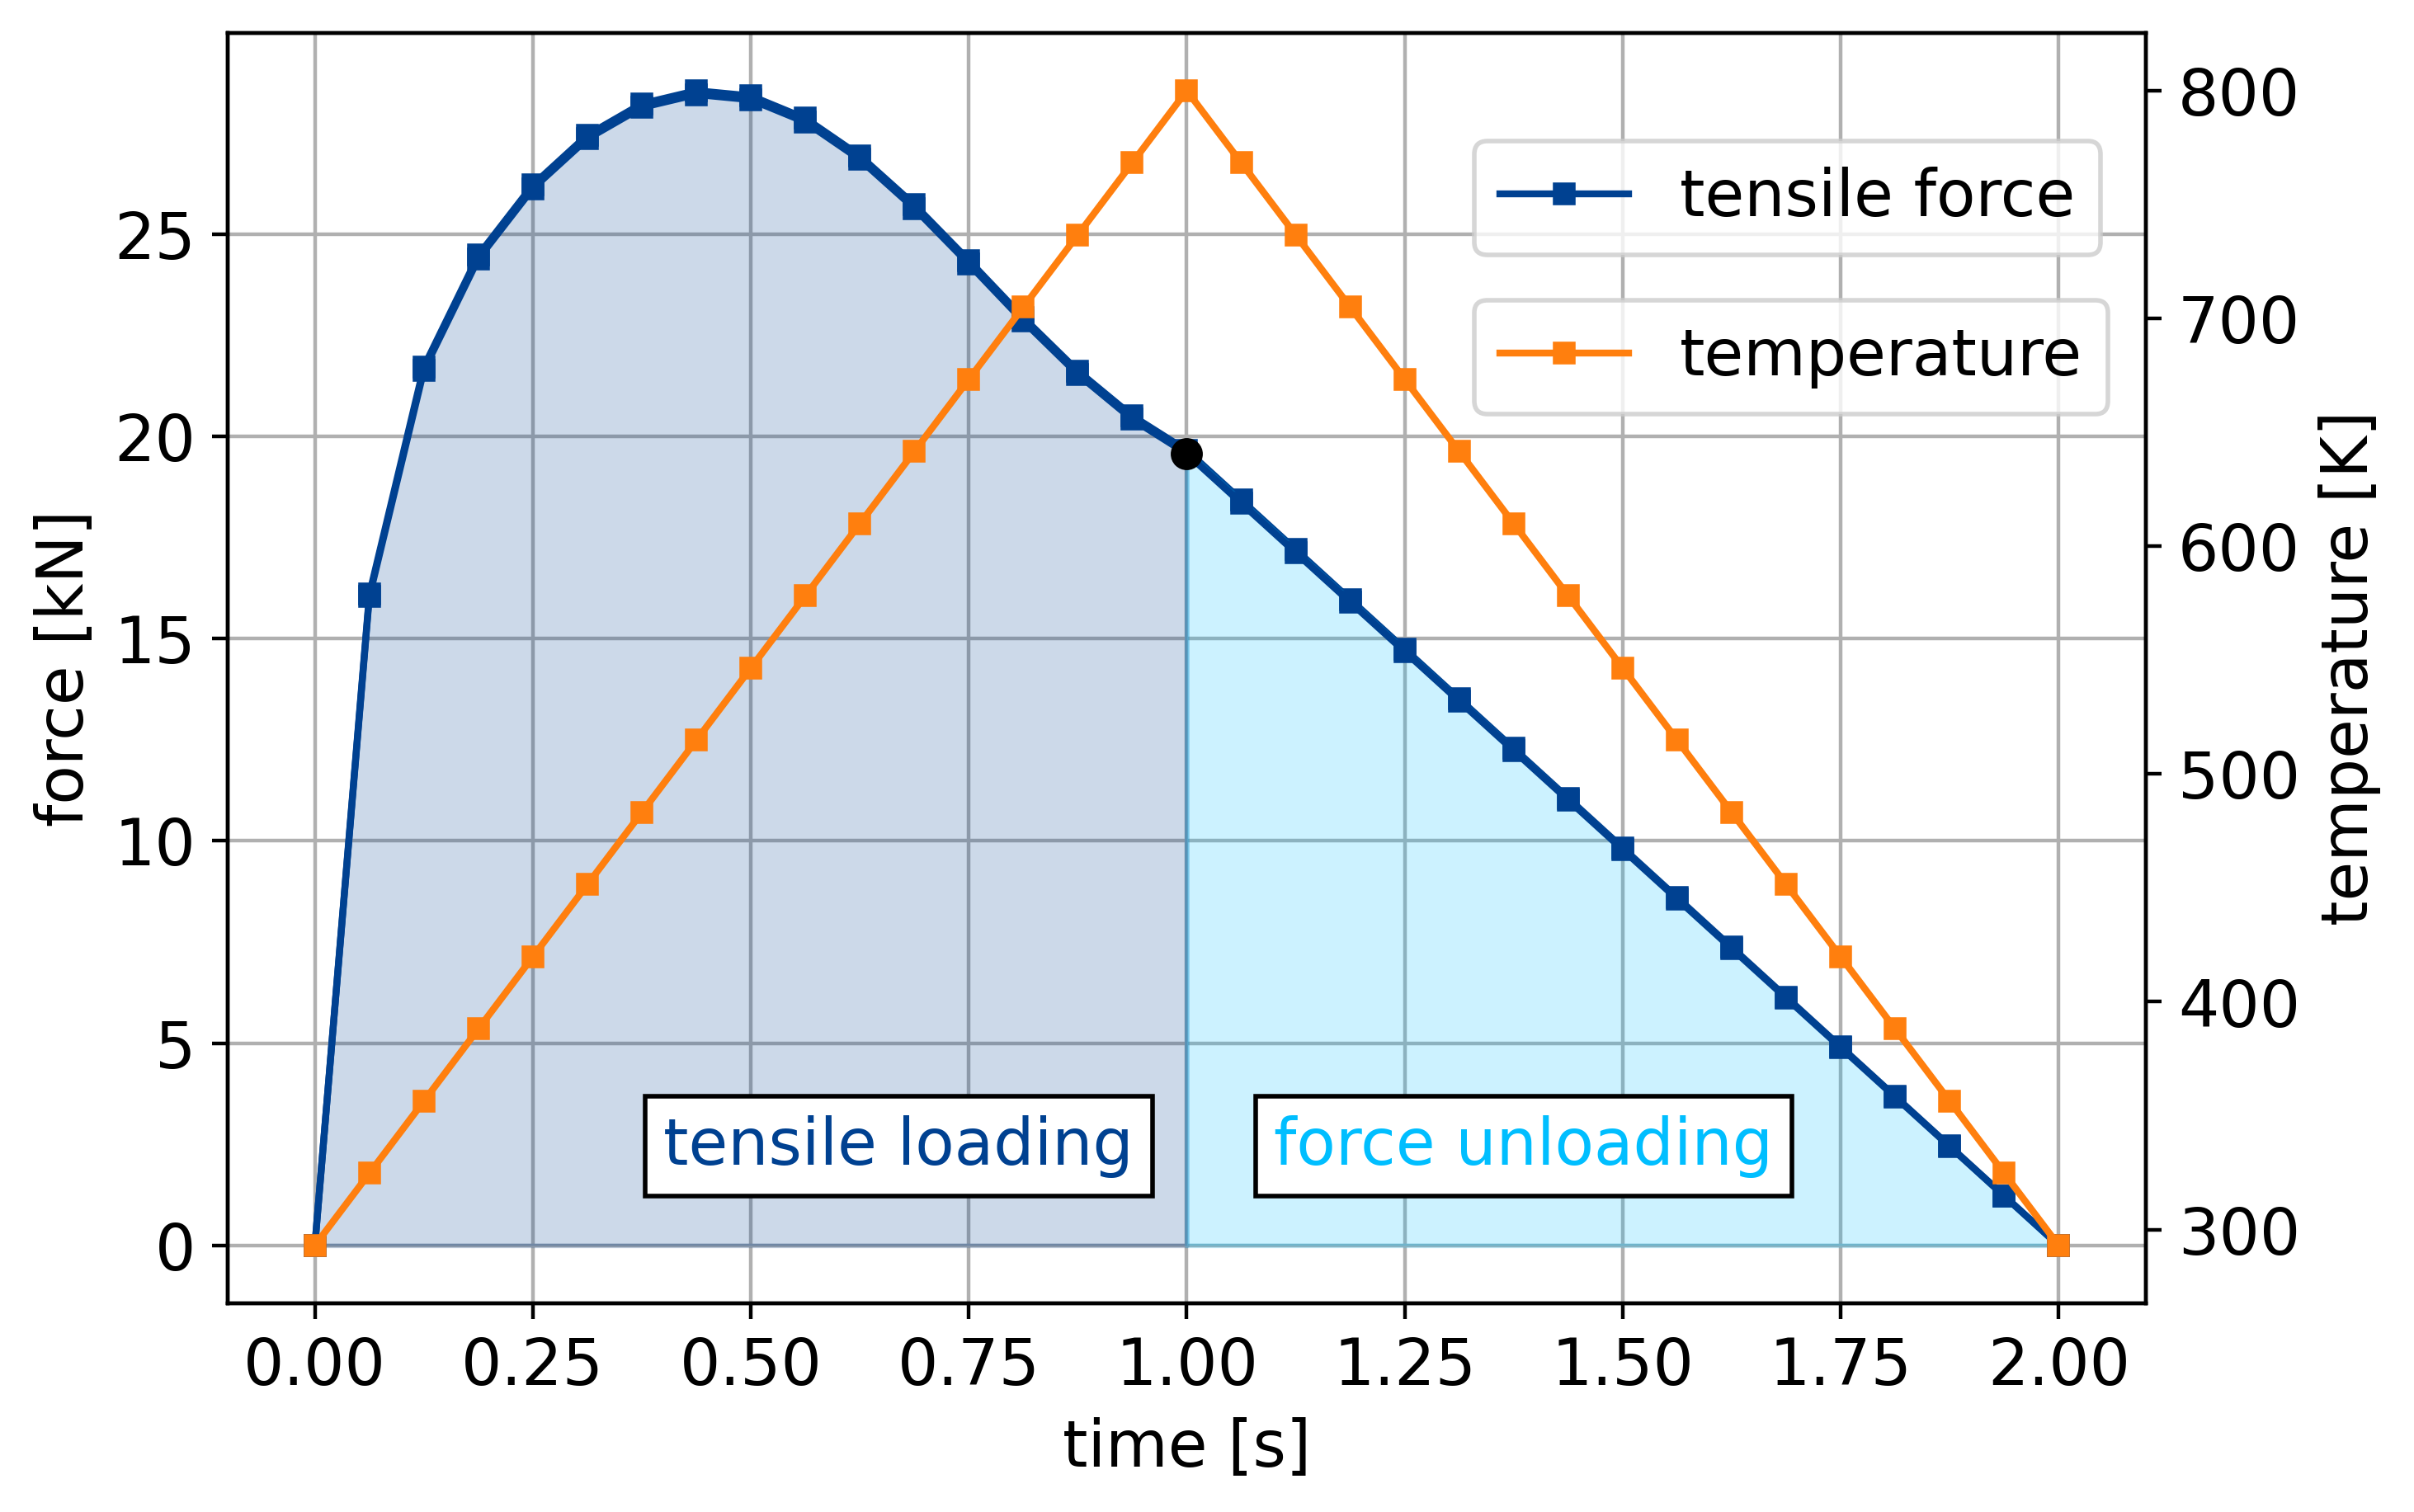 tensile force
temperature
25
20
15
10
5
0
force [kN]
800
700
600
500
400
300
temperature [K]
tensile loading
force unloading
0.00 0.25 0.50 0.75 1.00 1.25 1.50 1.75 2.00
time [s]